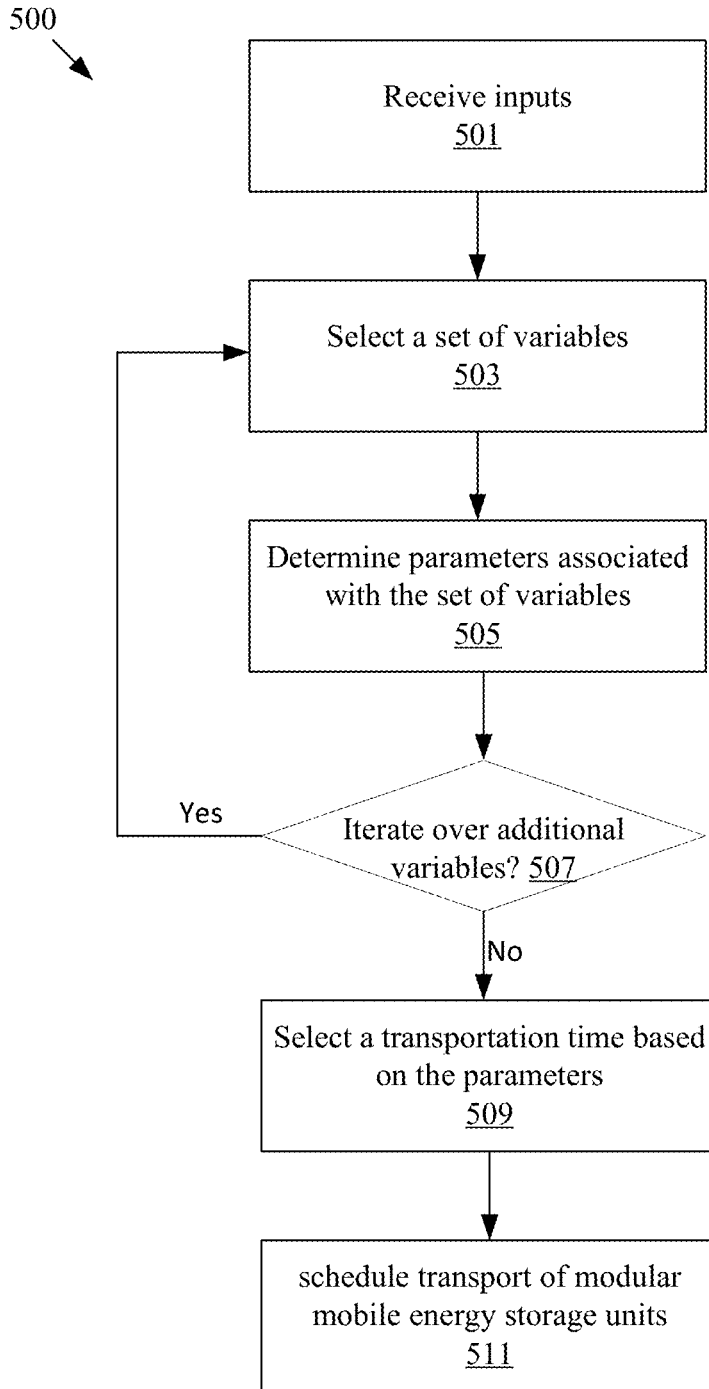 500
Receive inputs
501
Select a set of variables
503
Determine parameters associated
with the set of variables
505
Yes
Iterate over additional
variables? 507
No
Select a transportation time based
on the parameters
509
schedule transport of modular
mobile energy storage units
511